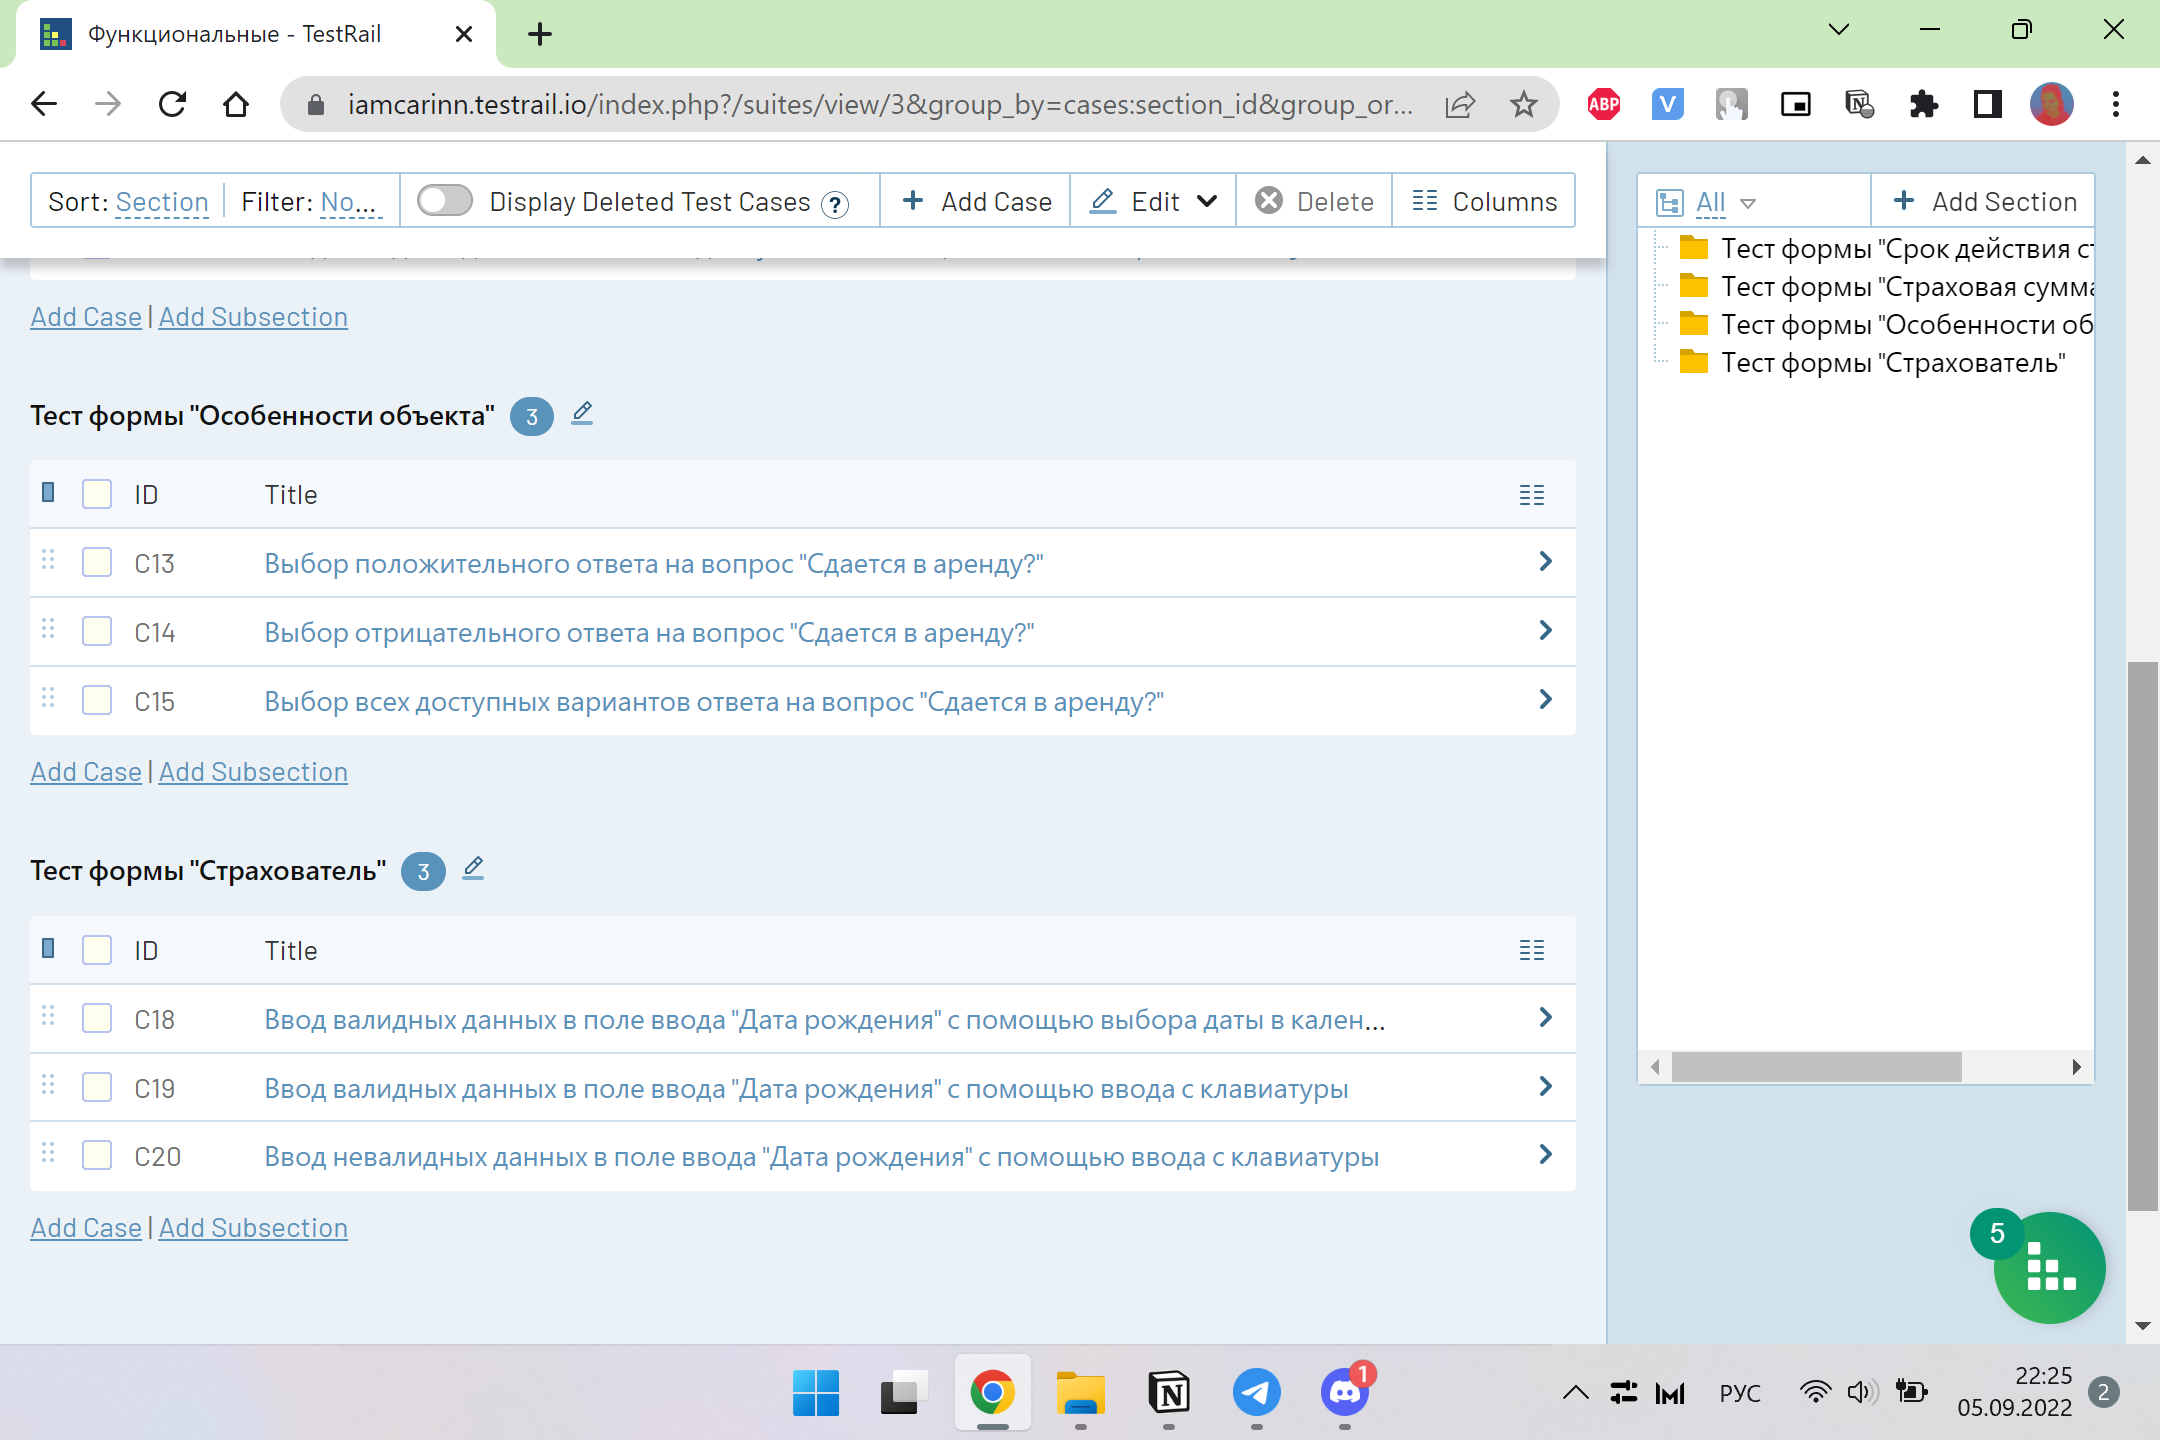 Функциональные - TestRail
iamcarinn.testrail.io/index.php?/suites/view/3&group_by=cases:section_id&group_or...
ABP
V
N
Sort: Section
Filter: No...
Display Deleted Test Cases ?
+ Add Case
Edit
Delete
Columns
All
+ Add Section
Тест формы "Срок действия ст
Тест формы "Страховая сумма
Тест формы "Особенности об
Тест формы "Страхователь"
Add Case | Add Subsection
Тест формы "Особенности объекта" 3
ID Title
C13 Выбор положительного ответа на вопрос "Сдается в аренду?"
C14 Выбор отрицательного ответа на вопрос "Сдается в аренду?"
C15 Выбор всех доступных вариантов ответа на вопрос "Сдается в аренду?"
Add Case | Add Subsection
Тест формы "Страхователь" 3
ID Title
C18 Ввод валидных данных в поле ввода "Дата рождения" с помощью выбора даты в кален...
C19 Ввод валидных данных в поле ввода "Дата рождения" с помощью ввода с клавиатуры
C20 Ввод невалидных данных в поле ввода "Дата рождения" с помощью ввода с клавиатуры
Add Case | Add Subsection
5
N
1
РУС
22:25
05.09.2022
2